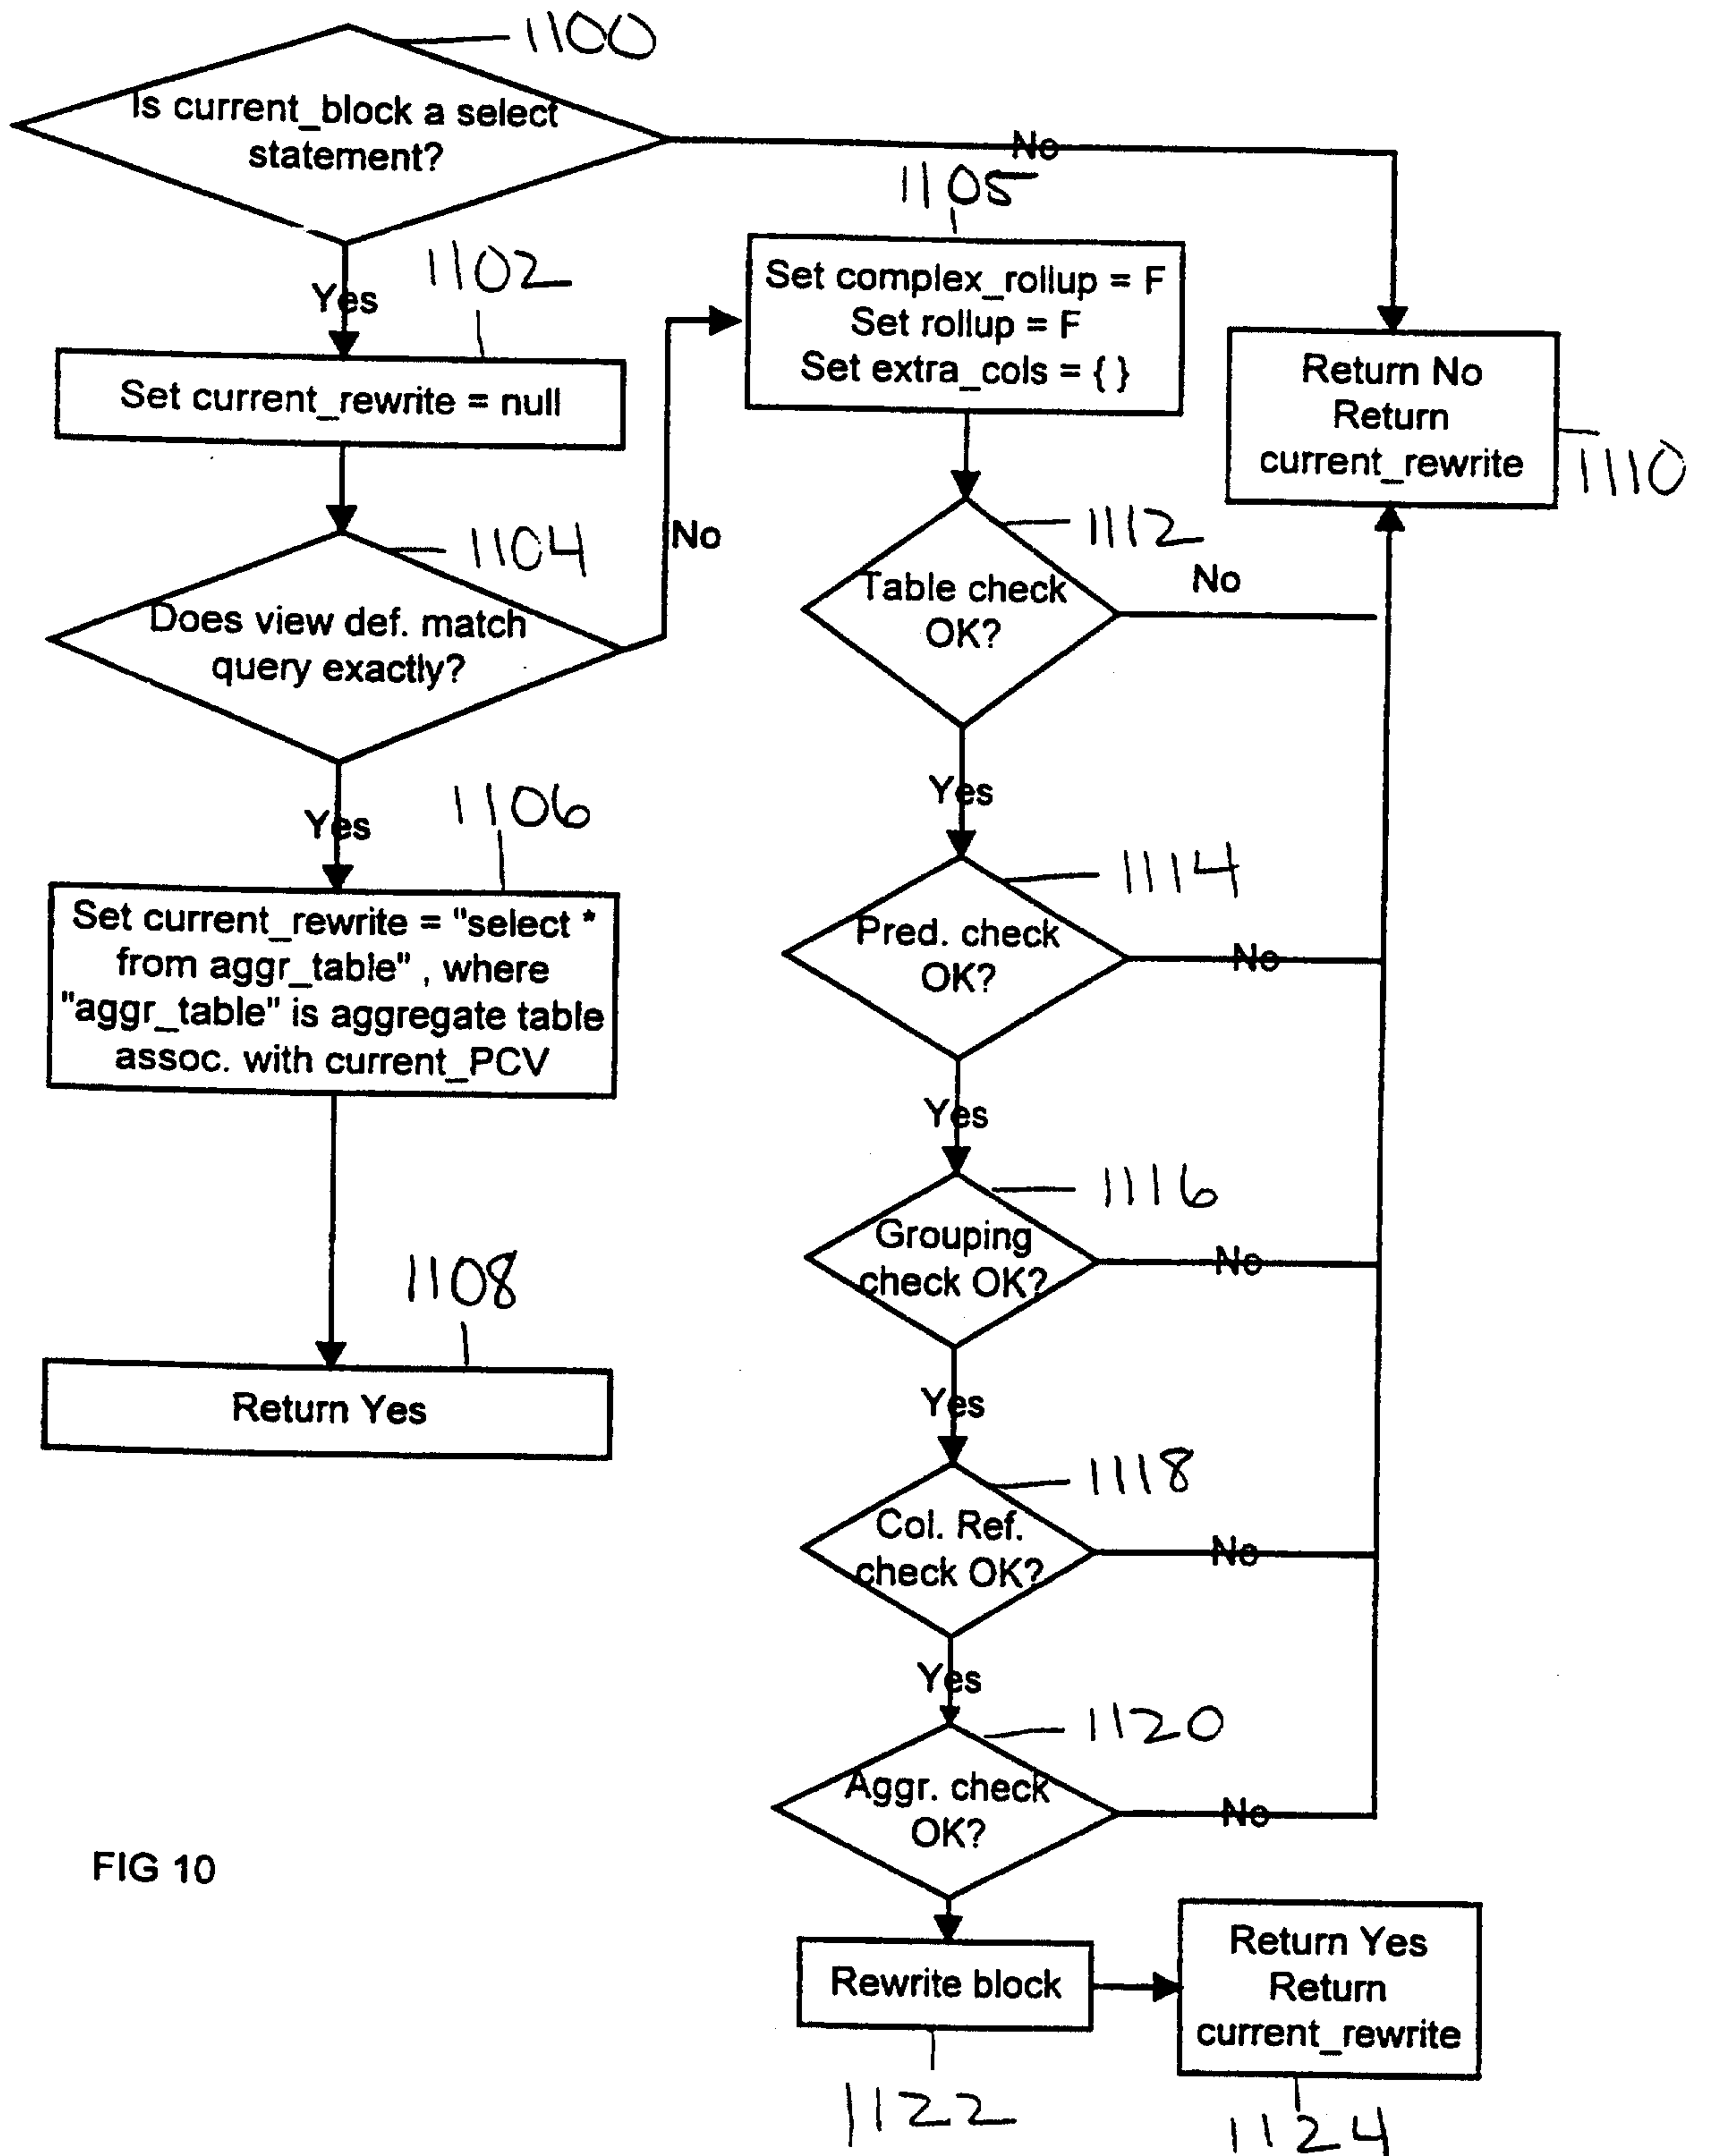 1100
Is current_block a select
statement?
No
Yes
1102
Set current_rewrite = null
1104
Does view def. match
query exactly?
No
Yes
1106
Set current_rewrite = "select *
from aggr_table" , where
"aggr_table" is aggregate table
assoc. with current_PCV
1108
Return Yes
1105
Set complex_rollup = F
Set rollup = F
Set extra_cols = { }
Return No
Return
current_rewrite
1110
1112
Table check
OK?
No
Yes
1114
Pred. check
OK?
No
Yes
1116
Grouping
check OK?
No
Yes
1118
Col. Ref.
check OK?
No
Yes
1120
Aggr. check
OK?
No
Rewrite block
1122
Return Yes
Return
current_rewrite
1124
FIG 10